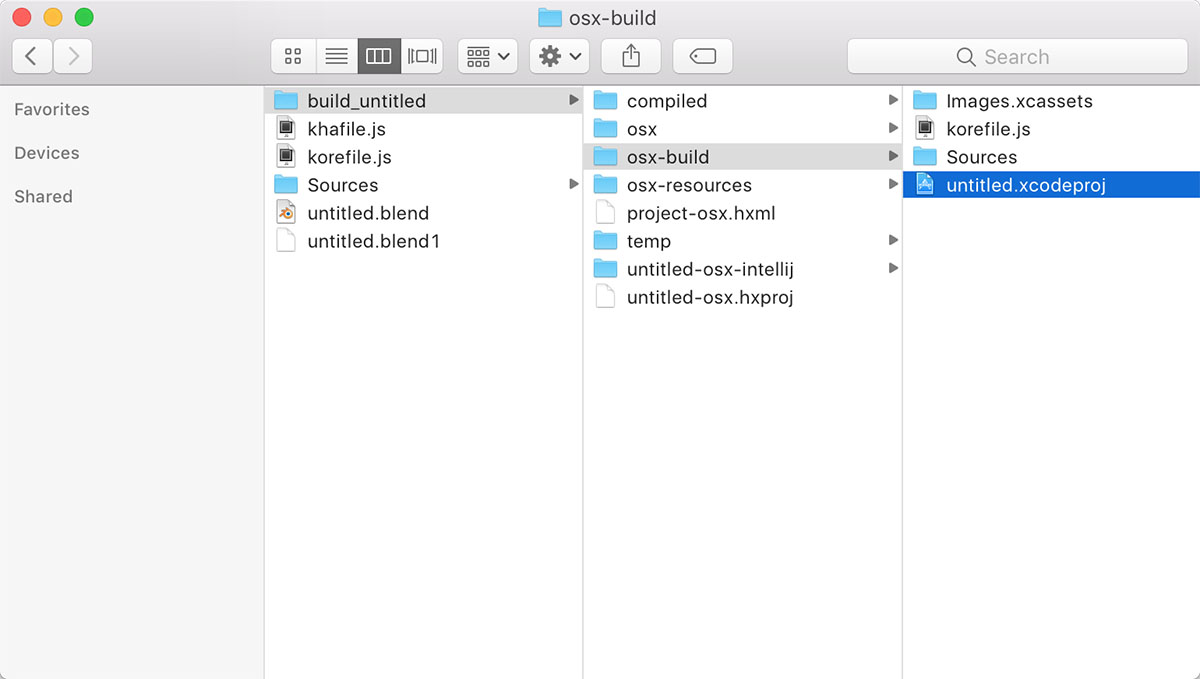 osx-build
Search
Favorites
Devices
Shared
build_untitled
khafile.js
korefile.js
Sources
untitled.blend
untitled.blend1
compiled
osx
osx-build
osx-resources
project-osx.hxml
temp
untitled-osx-intellij
untitled-osx.hxproj
Images.xcassets
korefile.js
Sources
untitled.xcodeproj